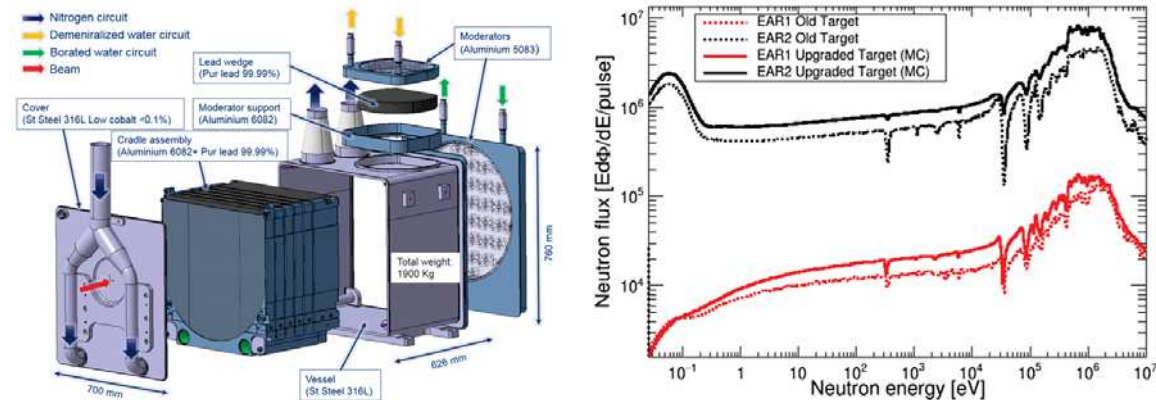 Nitrogen circuit
Demeniralized water circuit
Borated water circuit
Beam
Cover
(St Steel 316L Low cobalt <0.1%)
Cradle assembly
(Aluminium 6082+ Pur lead 99.99%)
Lead wedge
(Pur lead 99.99%)
Moderator support
(Aluminium 6082)
Moderators
(Aluminium 5083)
Total weight:
1900 Kg
760 mm
626 mm
700 mm
Vessel
(St Steel 316L)
Neutron flux [EdΦ/dE/pulse]
10⁷
10⁶
10⁵
10⁴
EAR1 Old Target
EAR2 Old Target
EAR1 Upgraded Target (MC)
EAR2 Upgraded Target (MC)
10⁻¹ 1 10 10² 10³ 10⁴ 10⁵ 10⁶ 10⁷
Neutron energy [eV]